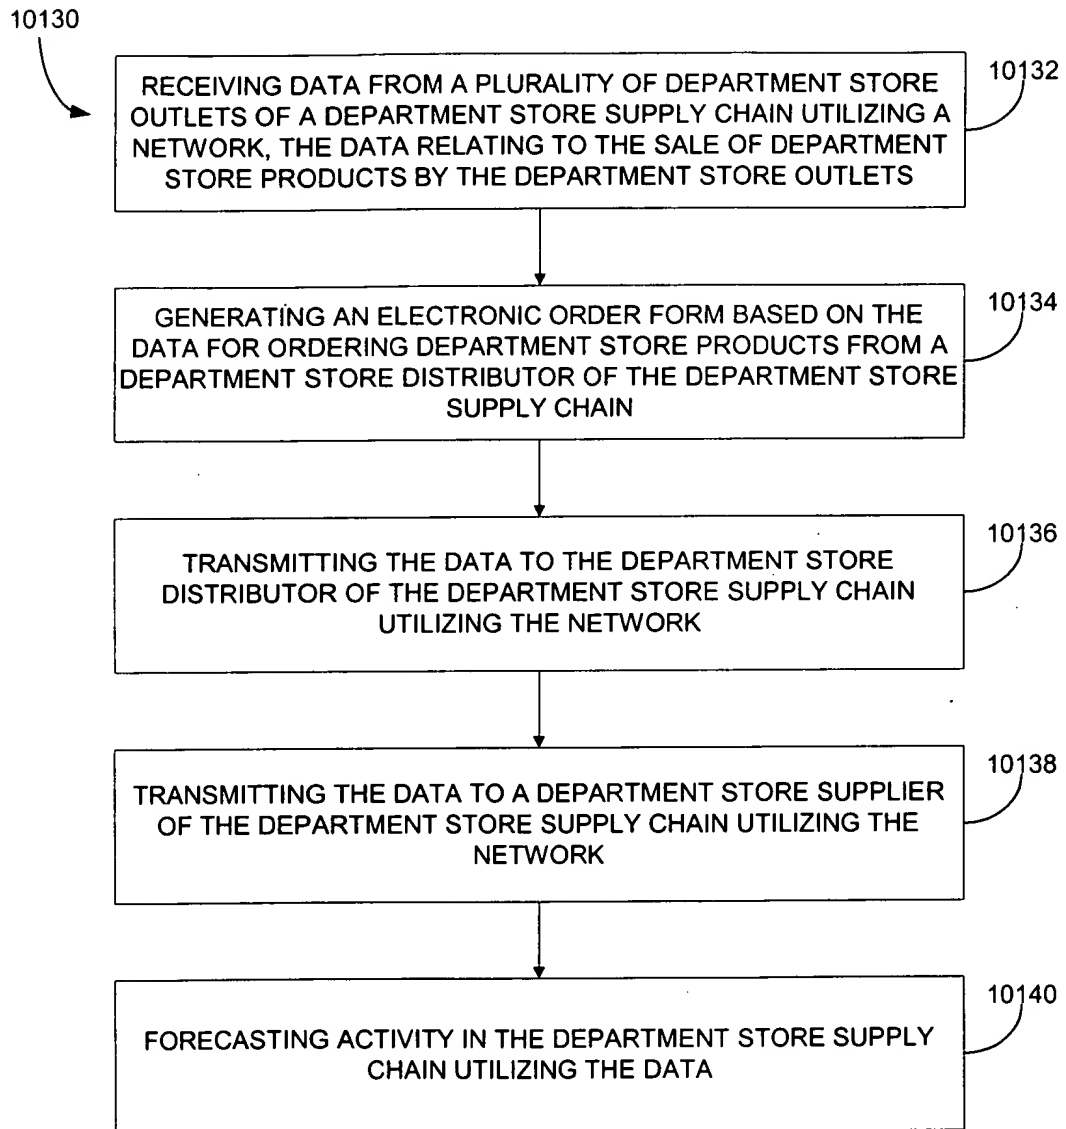 10130
10132
RECEIVING DATA FROM A PLURALITY OF DEPARTMENT STORE
OUTLETS OF A DEPARTMENT STORE SUPPLY CHAIN UTILIZING A
NETWORK, THE DATA RELATING TO THE SALE OF DEPARTMENT
STORE PRODUCTS BY THE DEPARTMENT STORE OUTLETS
10134
GENERATING AN ELECTRONIC ORDER FORM BASED ON THE
DATA FOR ORDERING DEPARTMENT STORE PRODUCTS FROM A
DEPARTMENT STORE DISTRIBUTOR OF THE DEPARTMENT STORE
SUPPLY CHAIN
10136
TRANSMITTING THE DATA TO THE DEPARTMENT STORE
DISTRIBUTOR OF THE DEPARTMENT STORE SUPPLY CHAIN
UTILIZING THE NETWORK
10138
TRANSMITTING THE DATA TO A DEPARTMENT STORE SUPPLIER
OF THE DEPARTMENT STORE SUPPLY CHAIN UTILIZING THE
NETWORK
10140
FORECASTING ACTIVITY IN THE DEPARTMENT STORE SUPPLY
CHAIN UTILIZING THE DATA